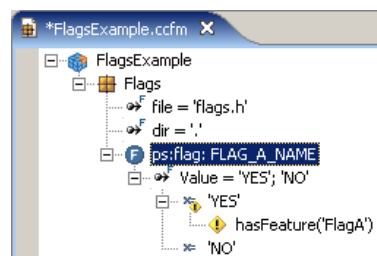 *FlagsExample.ccfm
FlagsExample
Flags
F file = 'flags.h'
F dir = '.'
F ps:flag: FLAG_A_NAME
F Value = 'YES'; 'NO'
'YES'
hasFeature('FlagA')
'NO'